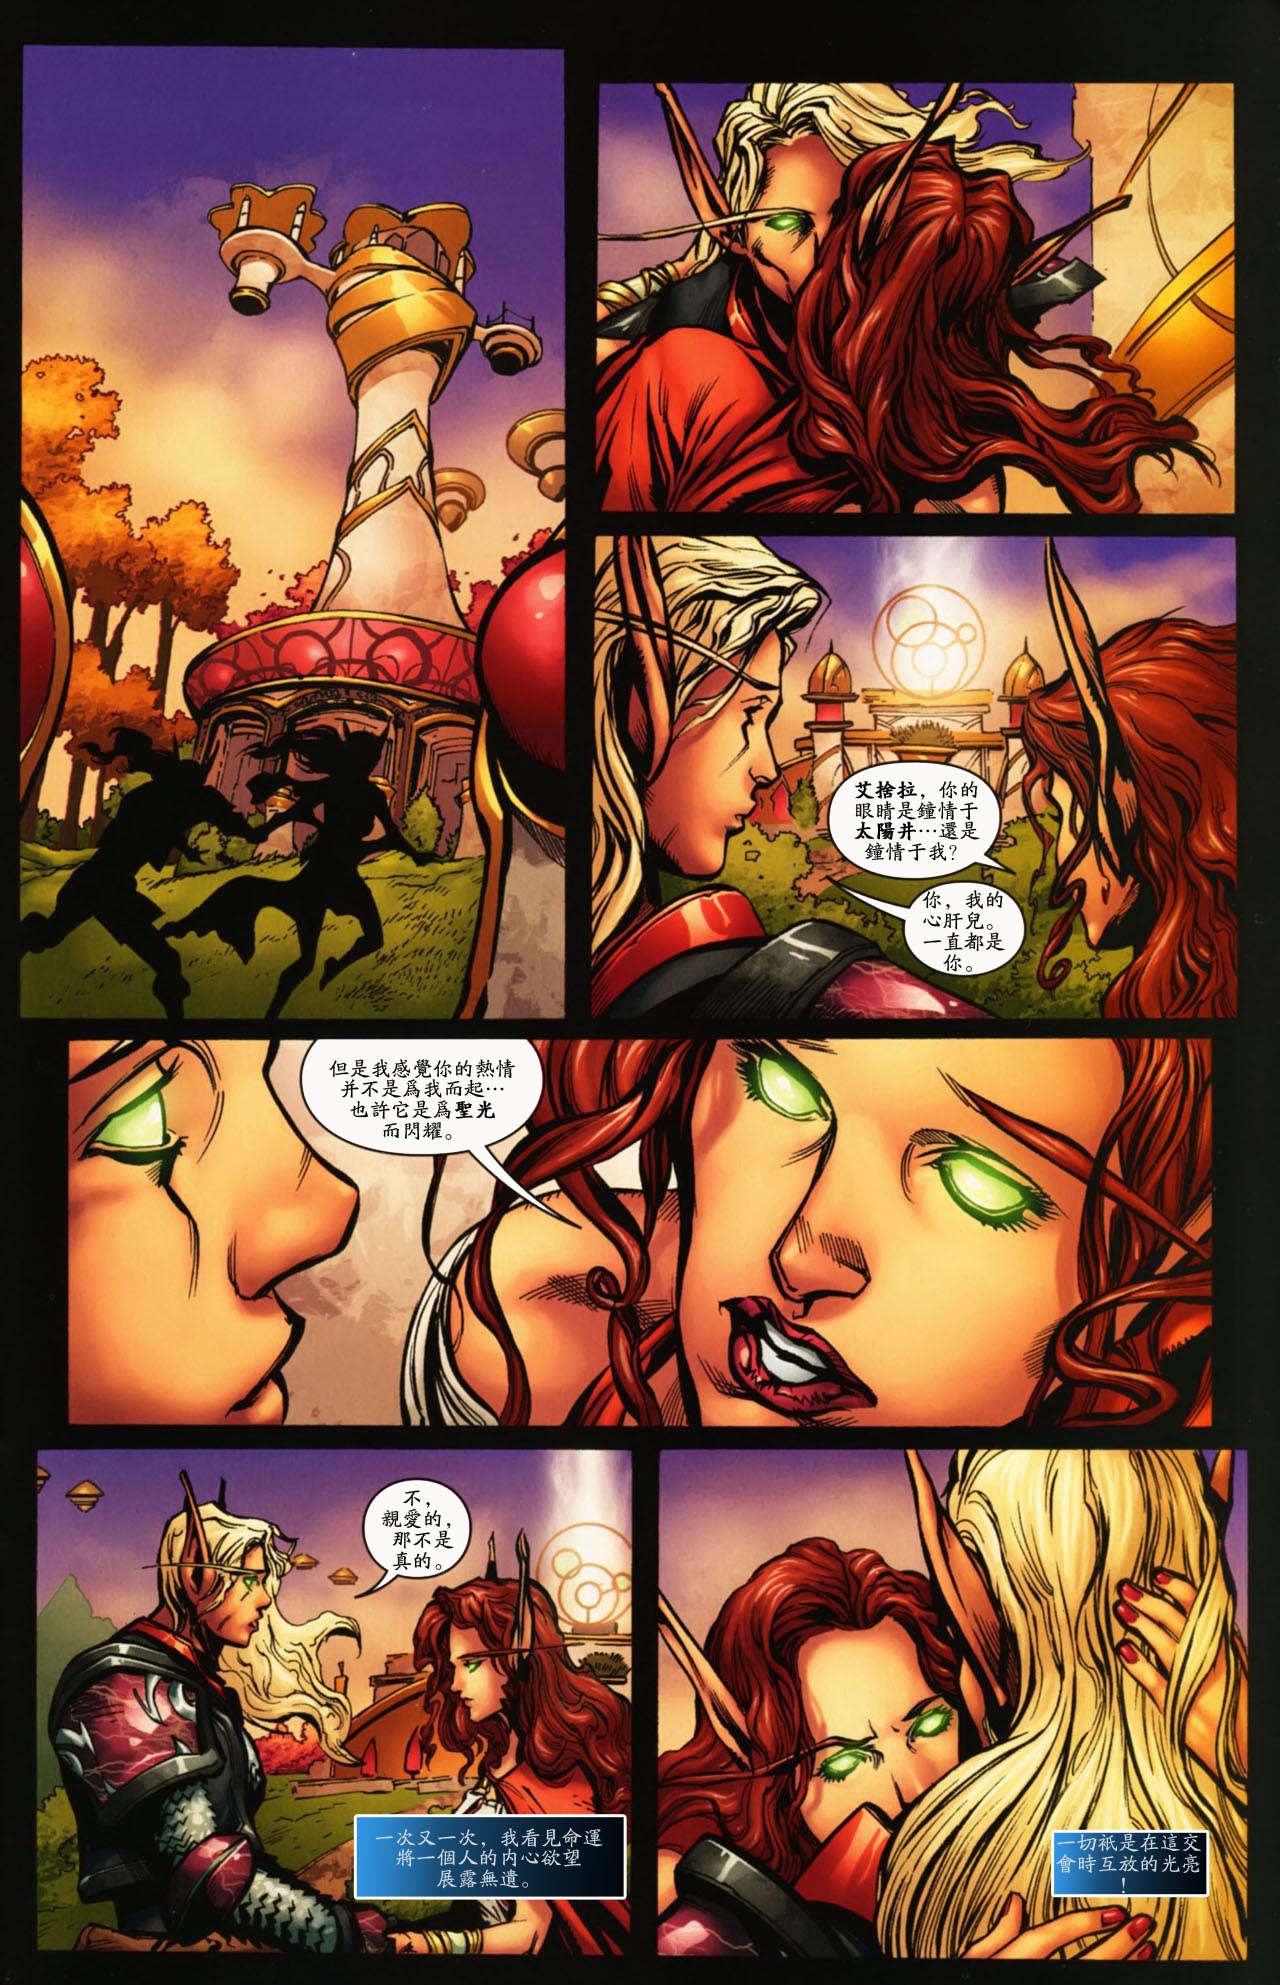 艾捨拉，你的
眼睛是鐘情于
太陽井…還是
鐘情于我？
你，我的
心肝兒。
一直都是
你。
但是我感覺你的熱情
并不是爲我而起…
也許它是爲聖光
而閃耀。
不，
親愛的，
那不是
真的。
一次又一次，我看見命運
將一個人的内心欲望
展露無遺。
一切衹是在這交
會時互放的光亮
！